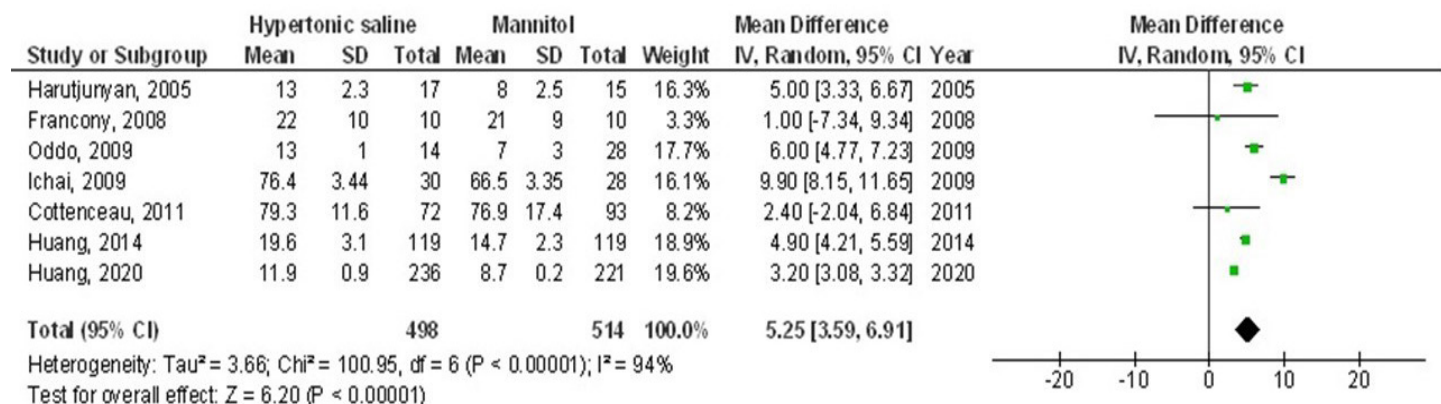 Hypertonic saline Mannitol Mean Difference Mean Difference
Study or Subgroup Mean SD Total Mean SD Total Weight IV, Random, 95% CI Year IV, Random, 95% CI
Harutjunyan, 2005 13 2.3 17 8 2.5 15 16.3% 5.00 [3.33, 6.67] 2005
Francony, 2008 22 10 10 21 9 10 3.3% 1.00 [-7.34, 9.34] 2008
Oddo, 2009 13 1 14 7 3 28 17.7% 6.00 [4.77, 7.23] 2009
Ichai, 2009 76.4 3.44 30 66.5 3.35 28 16.1% 9.90 [8.15, 11.65] 2009
Cottenceau, 2011 79.3 11.6 72 76.9 17.4 93 8.2% 2.40 [-2.04, 6.84] 2011
Huang, 2014 19.6 3.1 119 14.7 2.3 119 18.9% 4.90 [4.21, 5.59] 2014
Huang, 2020 11.9 0.9 236 8.7 0.2 221 19.6% 3.20 [3.08, 3.32] 2020
Total (95% CI) 498 514 100.0% 5.25 [3.59, 6.91]
Heterogeneity: Tau² = 3.66; Chi² = 100.95, df = 6 (P < 0.00001); I² = 94%
Test for overall effect: Z = 6.20 (P < 0.00001)
-20 -10 0 10 20